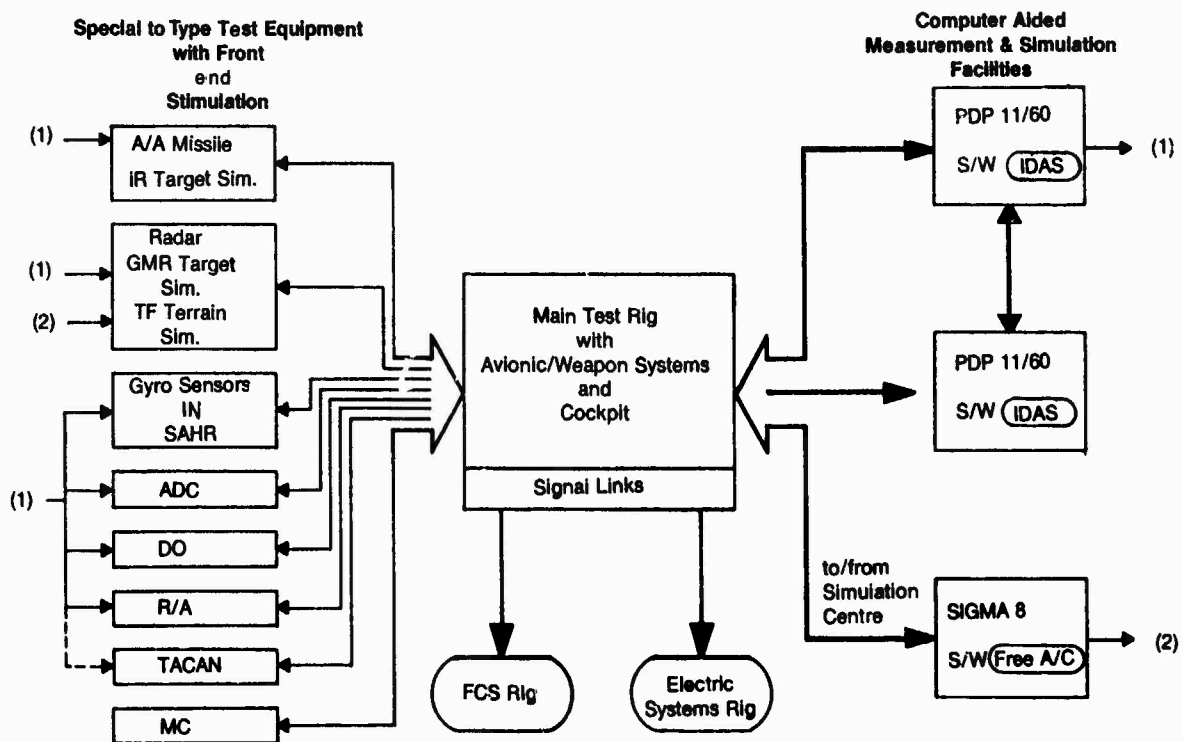 Special to Type Test Equipment
with Front
end
Stimulation
(1)
A/A Missile
iR Target Sim.
(1)
(2)
Radar
GMR Target
Sim.
TF Terrain
Sim.
Gyro Sensors
IN
SAHR
(1)
ADC
DO
R/A
TACAN
MC
Main Test Rig
with
Avionic/Weapon Systems
and
Cockpit
Signal Links
FCS Rig
Electric
Systems Rig
Computer Aided
Measurement & Simulation
Facilities
PDP 11/60
S/W IDAS
(1)
PDP 11/60
S/W IDAS
to/from
Simulation
Centre
SIGMA 8
S/W Free A/C
(2)